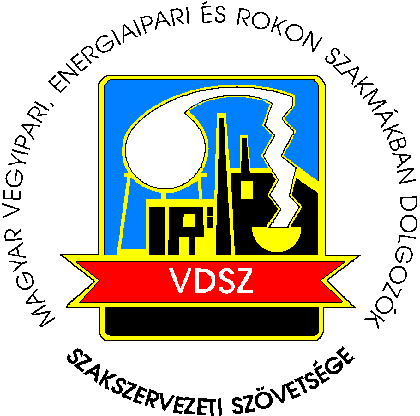 MAGYAR VEGYIPARI, ENERGIAIPARI ÉS ROKON SZAKMÁKBAN DOLGOZÓK
VDSZ
SZAKSZERVEZETI SZÖVETSÉGE